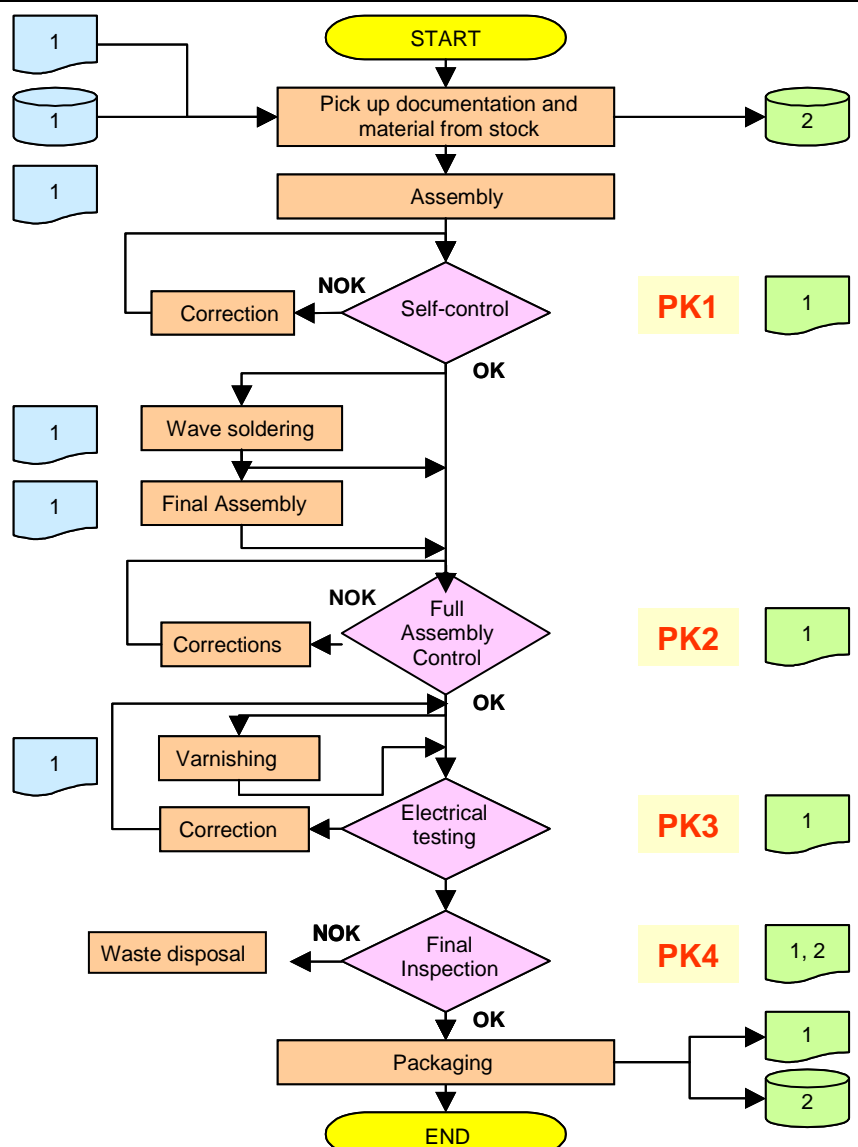 1
START
1
Pick up documentation and
material from stock
2
1
Assembly
NOK
Correction
Self-control
PK1
1
OK
1
Wave soldering
1
Final Assembly
NOK
Corrections
Full
Assembly
Control
PK2
1
OK
1
Varnishing
Correction
Electrical
testing
PK3
1
Waste disposal
NOK
Final
Inspection
PK4
1, 2
OK
1
Packaging
2
END